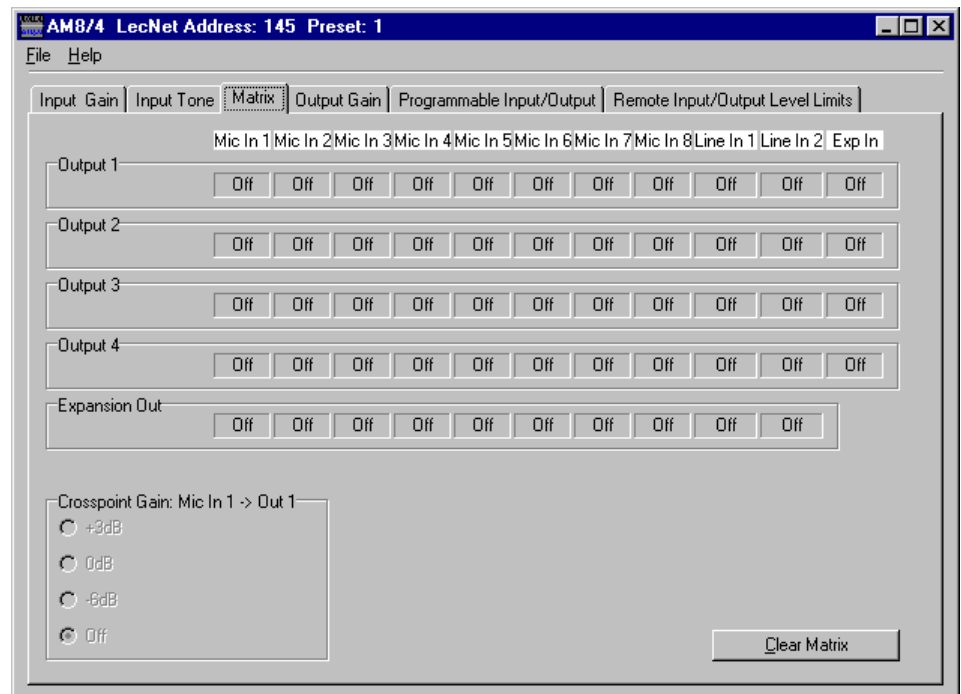 AM8/4 LecNet Address: 145 Preset: 1
File Help
Input Gain Input Tone Matrix Output Gain Programmable Input/Output Remote Input/Output Level Limits
Mic In 1 Mic In 2 Mic In 3 Mic In 4 Mic In 5 Mic In 6 Mic In 7 Mic In 8 Line In 1 Line In 2 Exp In
Output 1
Off Off Off Off Off Off Off Off Off Off Off
Output 2
Off Off Off Off Off Off Off Off Off Off Off
Output 3
Off Off Off Off Off Off Off Off Off Off Off
Output 4
Off Off Off Off Off Off Off Off Off Off Off
Expansion Out
Off Off Off Off Off Off Off Off Off Off
Crosspoint Gain: Mic In 1 -> Out 1
+3dB
0dB
-6dB
Off
Clear Matrix